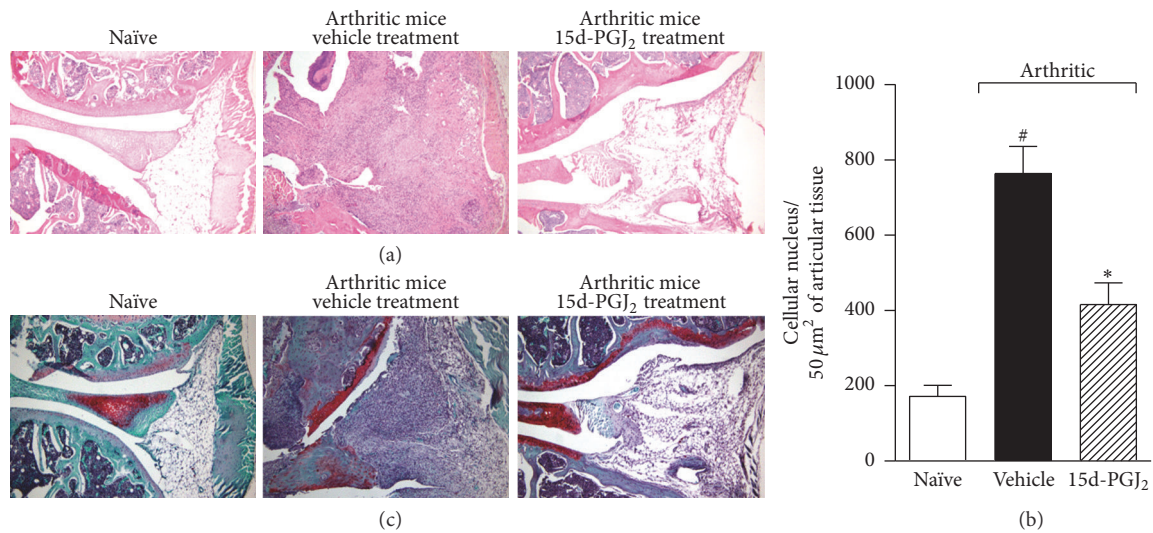 Naïve
Arthritic mice
vehicle treatment
Arthritic mice
15d-PGJ₂ treatment
(a)
Naïve
Arthritic mice
vehicle treatment
Arthritic mice
15d-PGJ₂ treatment
(c)
Arthritic
1000
800
600
400
200
0
#
*
Cellular nucleus/
50 μm² of articular tissue
Naïve
Vehicle
15d-PGJ₂
(b)